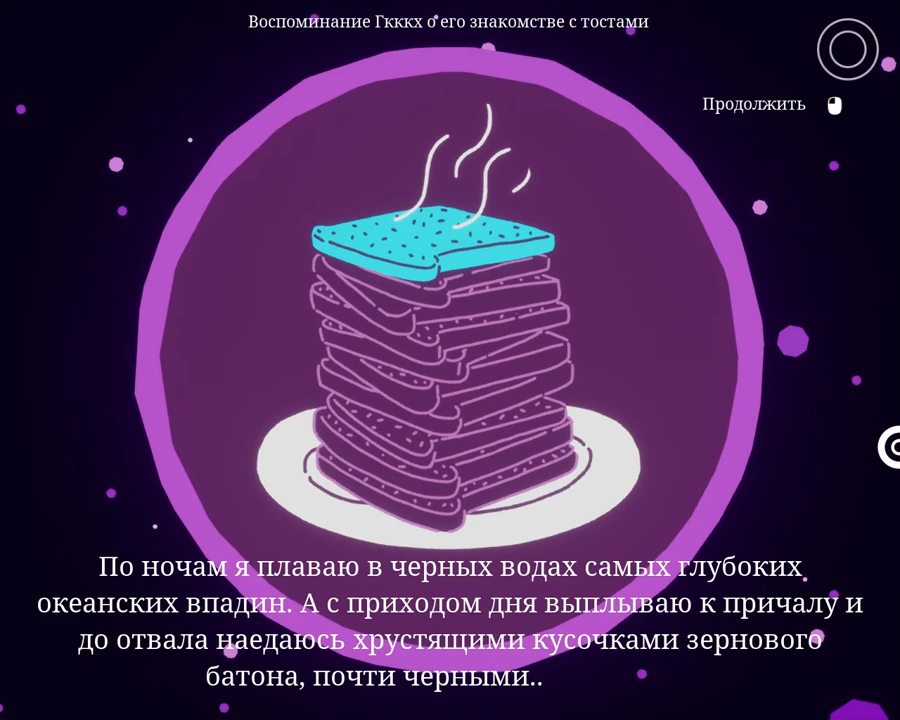 Воспоминание Гкккх о его знакомстве с тостами
Продолжить
По ночам я плаваю в черных водах самых глубоких
океанских впадин. А с приходом дня выплываю к причалу и
до отвала наедаюсь хрустящими кусочками зернового
батона, почти черными..